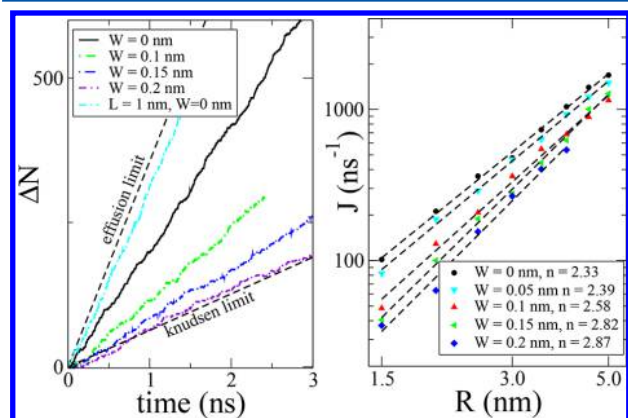 600
500
0
ΔN
W = 0 nm
W = 0.1 nm
W = 0.15 nm
W = 0.2 nm
L = 1 nm, W=0 nm
effusion limit
knudsen limit
0
1
2
3
time (ns)
1000
100
J (ns⁻¹)
W = 0 nm, n = 2.33
W = 0.05 nm n = 2.39
W = 0.1 nm, n = 2.58
W = 0.15 nm, n = 2.82
W = 0.2 nm, n = 2.87
1.5
3.0
5.0
R (nm)